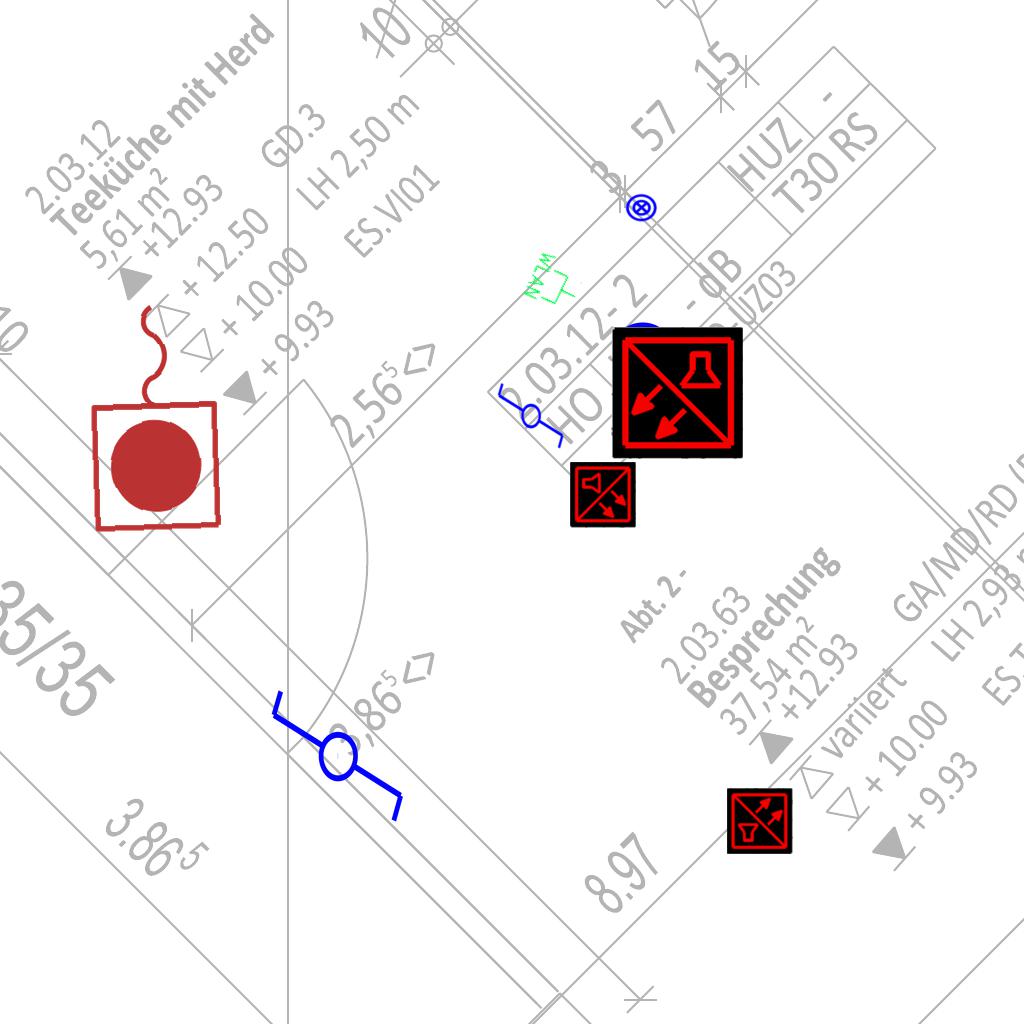 2.03.12
Teeküche mit Herd
5,61 m²
+12.93
GD.3
+ 12.50
LH 2,50 m
+ 10.00
ES.VI01
+ 9.93
10
3
57
15
HUZ -
T30 RS
WLAN
2.03.12- 2
- dB
UZ03
HO
2,56⁵ <>
3,86⁵ <>
35/35
3.86⁵
8.97
Abt. 2 -
2.03.63
Besprechung
37,54 m²
+12.93
GA/MD/RD
variiert
LH 2,93
+ 10.00
+ 9.93